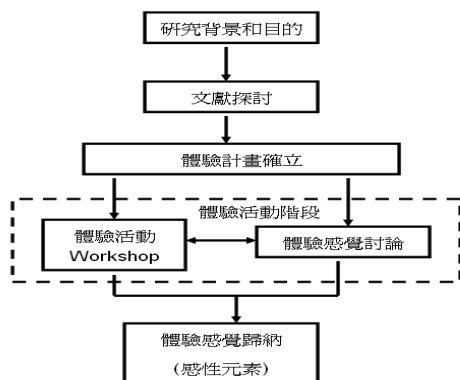 研究背景和目的
文獻探討
體驗計畫確立
體驗活動階段
體驗活動
Workshop
體驗感覺討論
體驗感覺歸納
(感性元素)